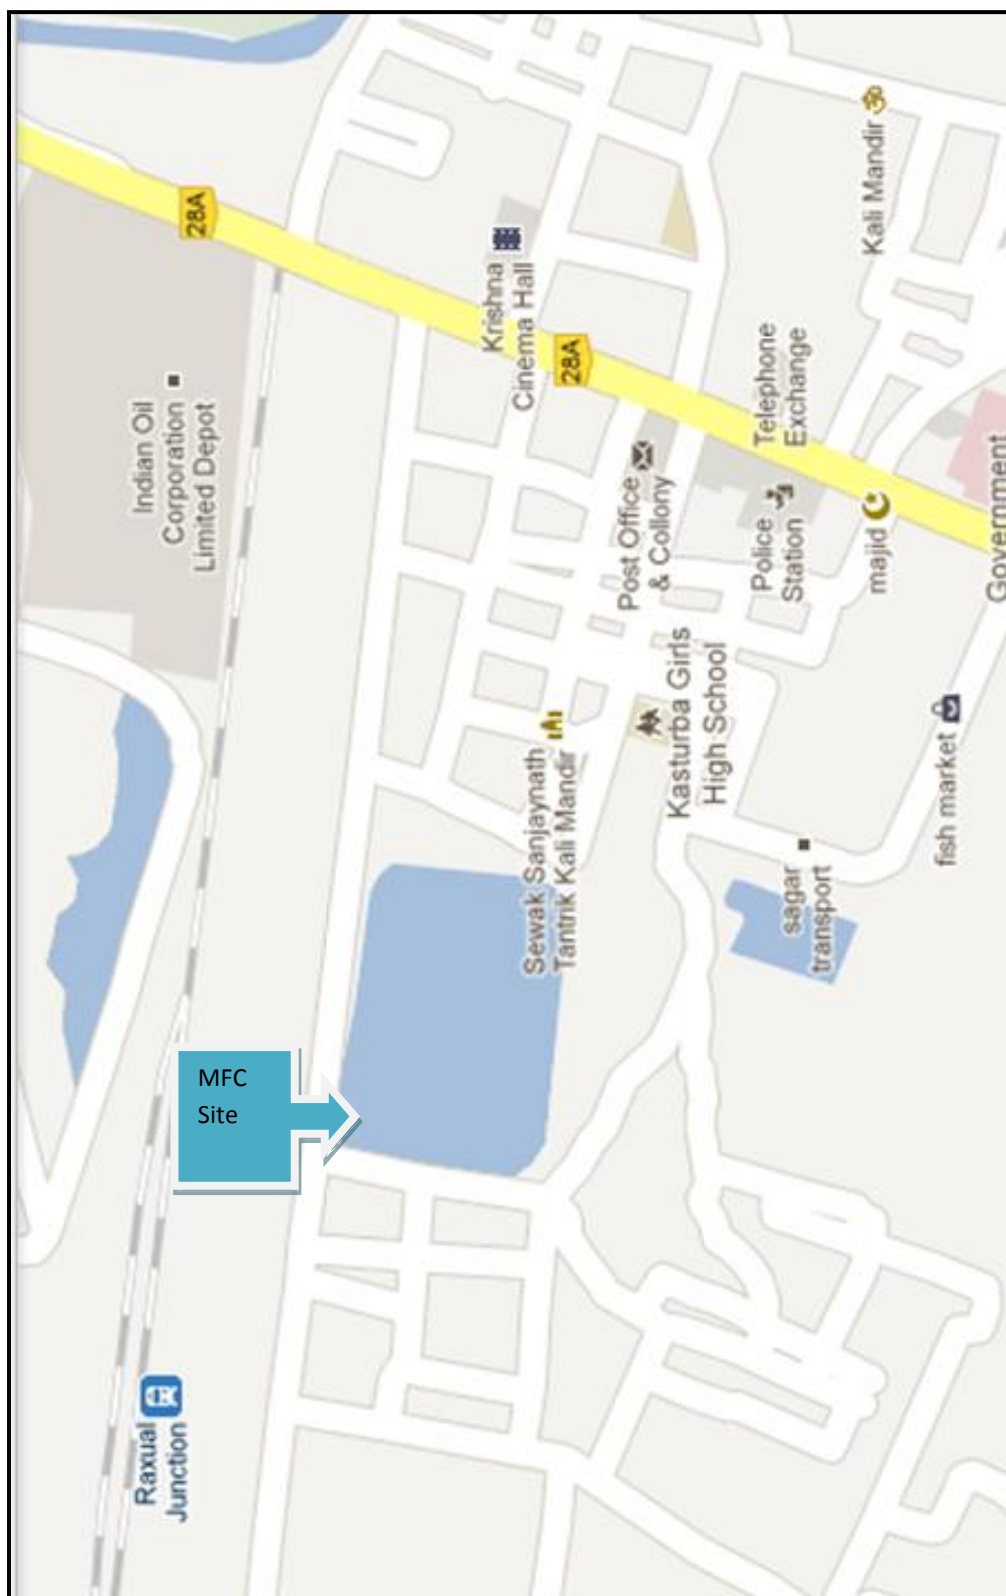 28A
Kali Mandir
Krishna
Cinema Hall
28A
Telephone
Exchange
Indian Oil
Corporation
Limited Depot
Post Office
& Collony
Police
Station
majid
Government
Kasturba Girls
High School
Sewak Sanjaynath
Tantrik Kali Mandir
fish market
sagar
transport
MFC
Site
Raxual
Junction